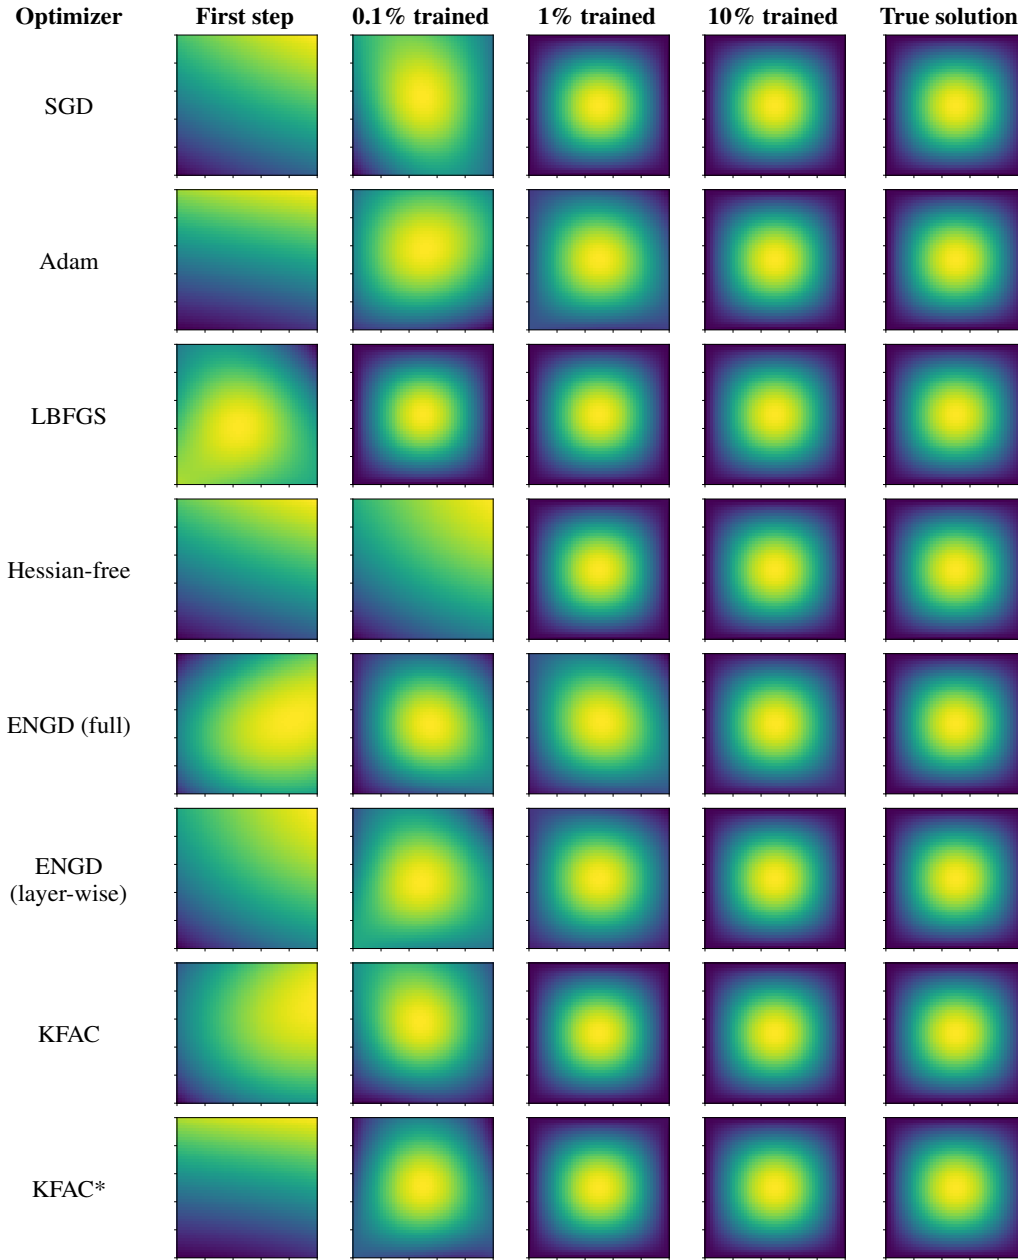 Optimizer First step 0.1% trained 1% trained 10% trained True solution
SGD
Adam
LBFGS
Hessian-free
ENGD (full)
ENGD
(layer-wise)
KFAC
KFAC*